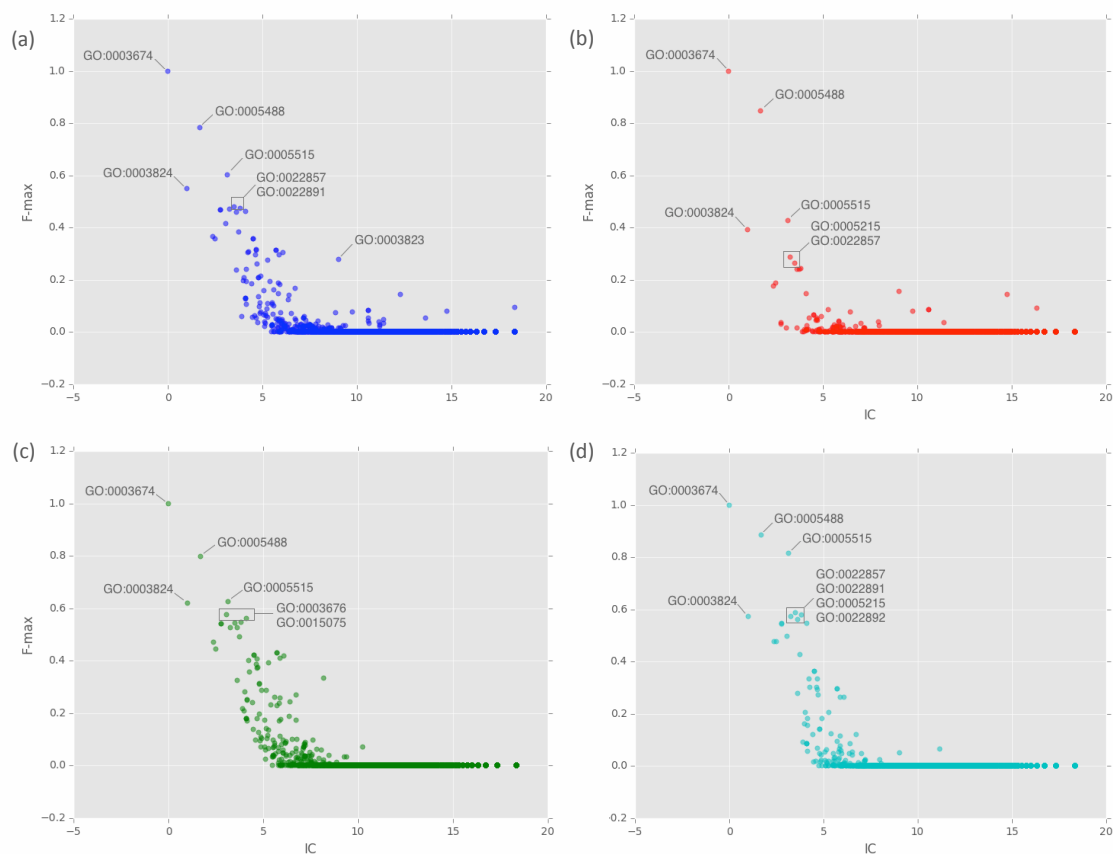 (a)
1.2
1.0
0.8
0.6
0.4
0.2
0.0
−0.2
F-max
GO:0003674
GO:0005488
GO:0005515
GO:0003824
GO:0022857
GO:0022891
GO:0003823
−5
0
5
10
15
20
(b)
1.2
1.0
0.8
0.6
0.4
0.2
0.0
−0.2
F-max
GO:0003674
GO:0005488
GO:0005515
GO:0003824
GO:0005215
GO:0022857
−5
0
5
10
15
20
IC
(c)
1.2
1.0
0.8
0.6
0.4
0.2
0.0
−0.2
F-max
GO:0003674
GO:0005488
GO:0003824
GO:0005515
GO:0003676
GO:0015075
−5
0
5
10
15
20
IC
(d)
1.2
1.0
0.8
0.6
0.4
0.2
0.0
-0.2
GO:0003674
GO:0005488
GO:0005515
GO:0022857
GO:0022891
GO:0005215
GO:0022892
GO:0003824
−5
0
5
10
15
20
IC